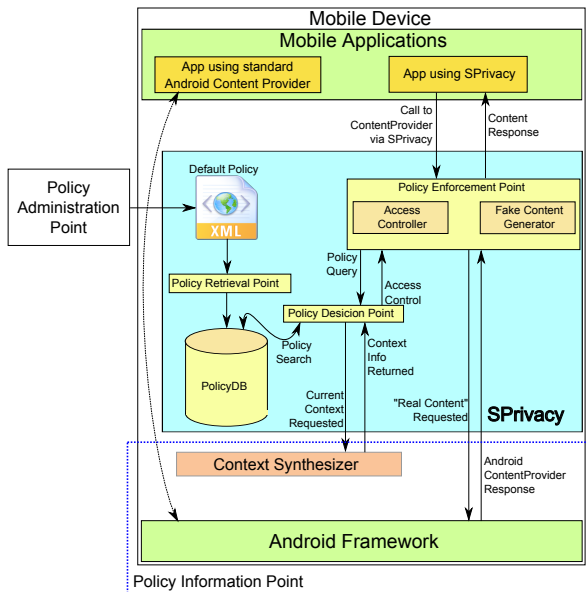 Mobile Device
Mobile Applications
App using standard
Android Content Provider
App using SPrivacy
Call to
ContentProvider
via SPrivacy
Content
Response
Policy
Administration
Point
Default Policy
XML
Policy Enforcement Point
Access
Controller
Fake Content
Generator
Policy
Query
Access
Control
Policy Retrieval Point
Policy Desicion Point
Policy
Search
Context
Info
Returned
PolicyDB
Current
Context
Requested
"Real Content"
Requested
SPrivacy
Context Synthesizer
Android
ContentProvider
Response
Android Framework
Policy Information Point